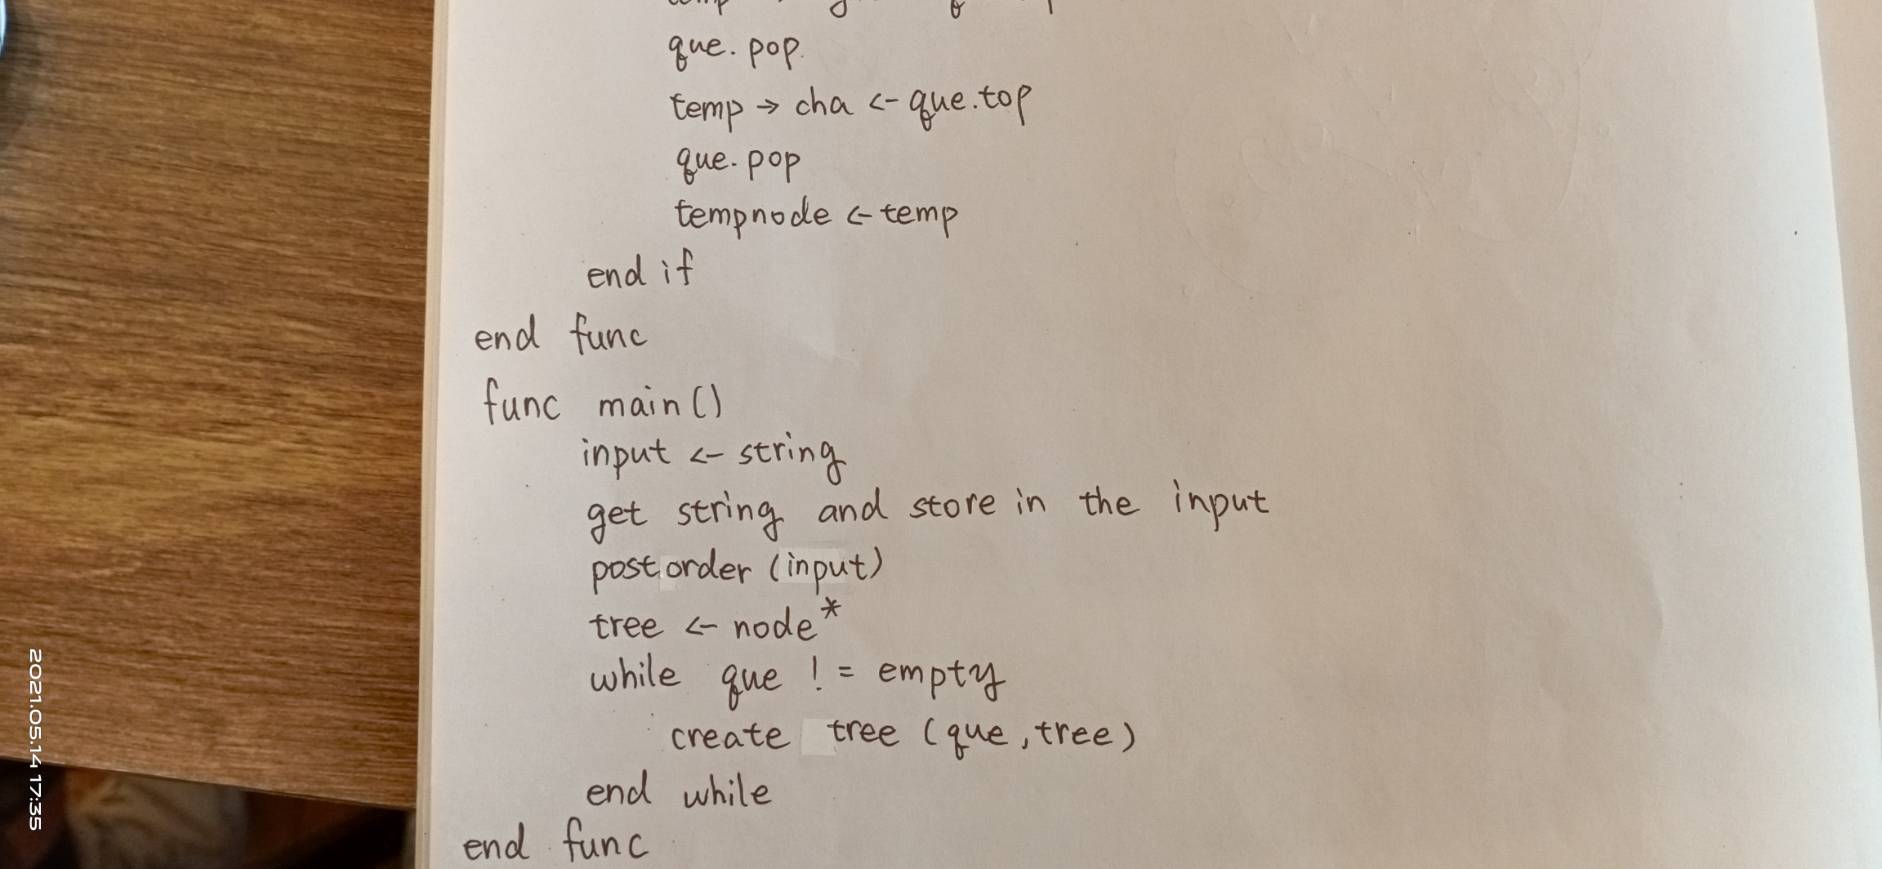 que. pop.
temp → cha <- que.top
que. pop
tempnode <- temp
end if
end func
func main()
input <- string
get string and store in the input
postorder (input)
tree <- node*
while que != empty
create tree (que, tree)
end while
end func
2021.05.14 17:35